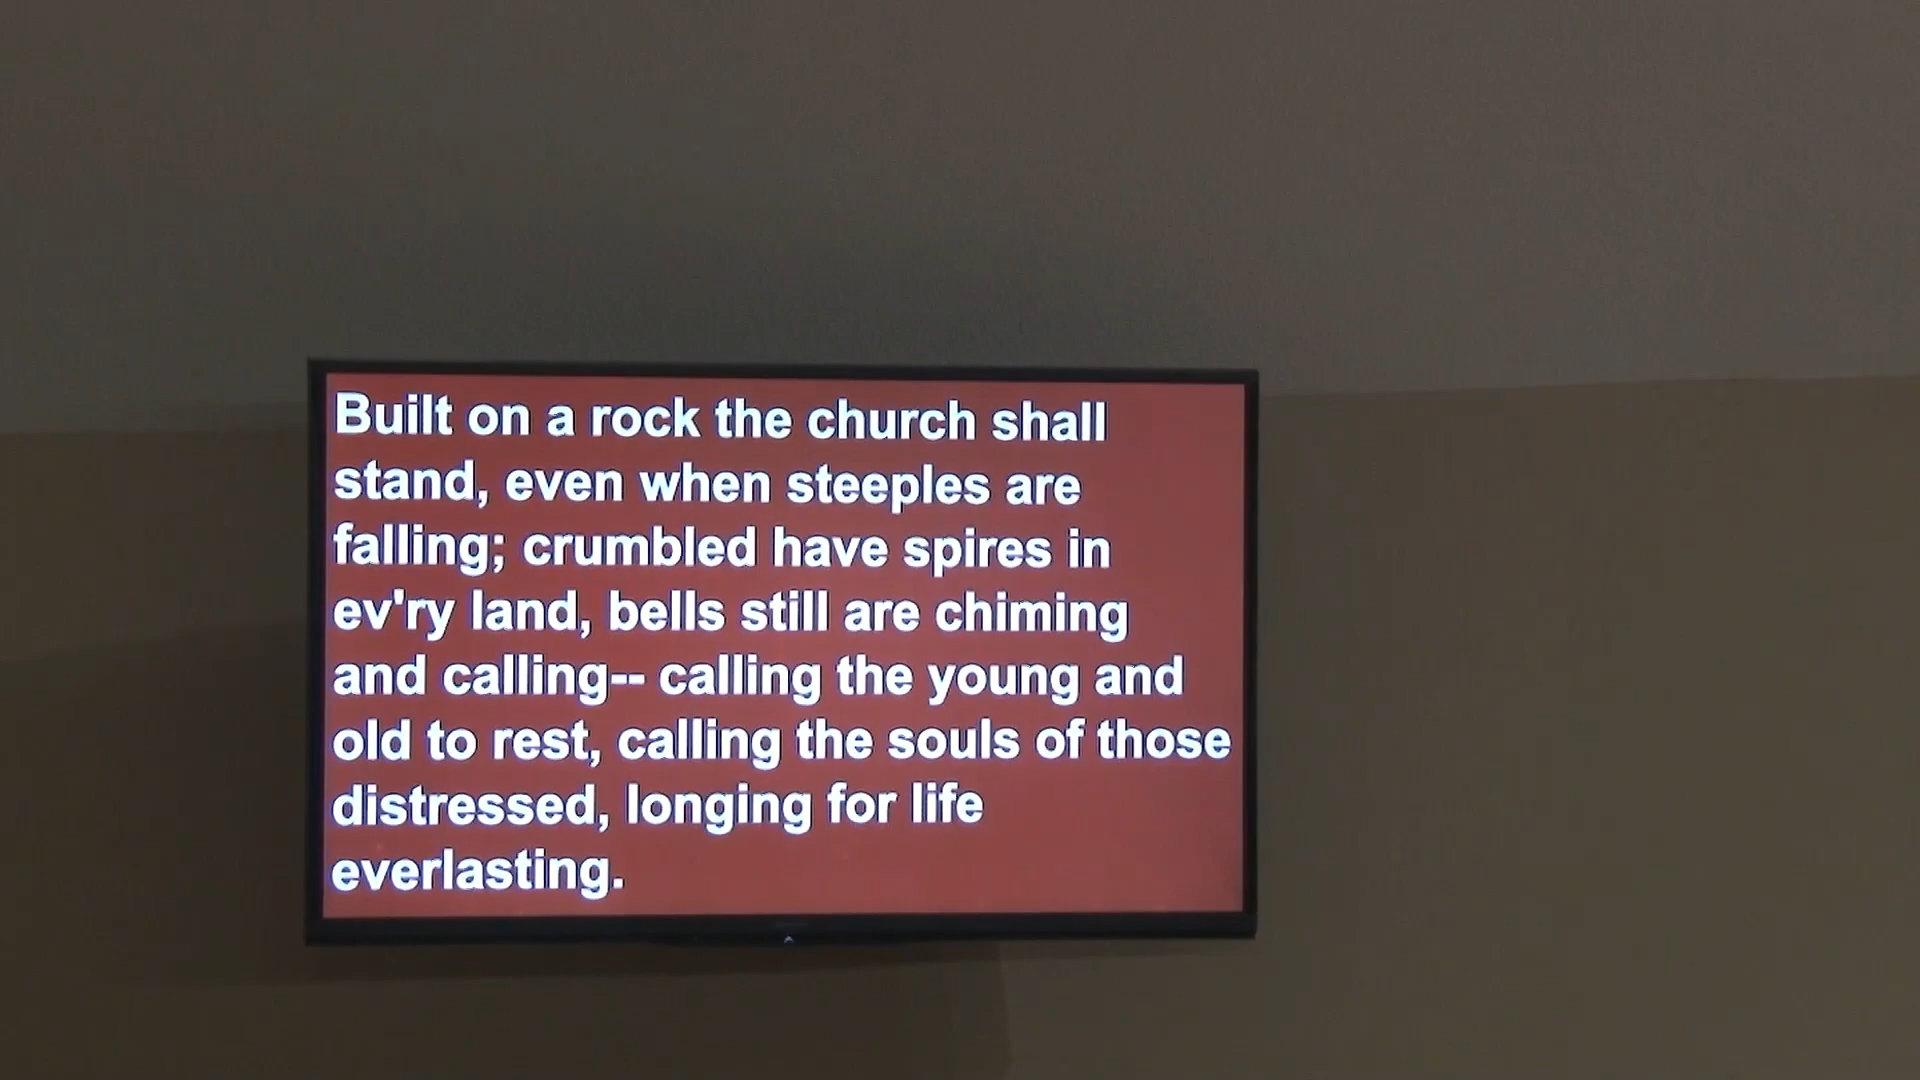 Built on a rock the church shall
stand, even when steeples are
falling; crumbled have spires in
ev'ry land, bells still are chiming
and calling-- calling the young and
old to rest, calling the souls of those
distressed, longing for life
everlasting.